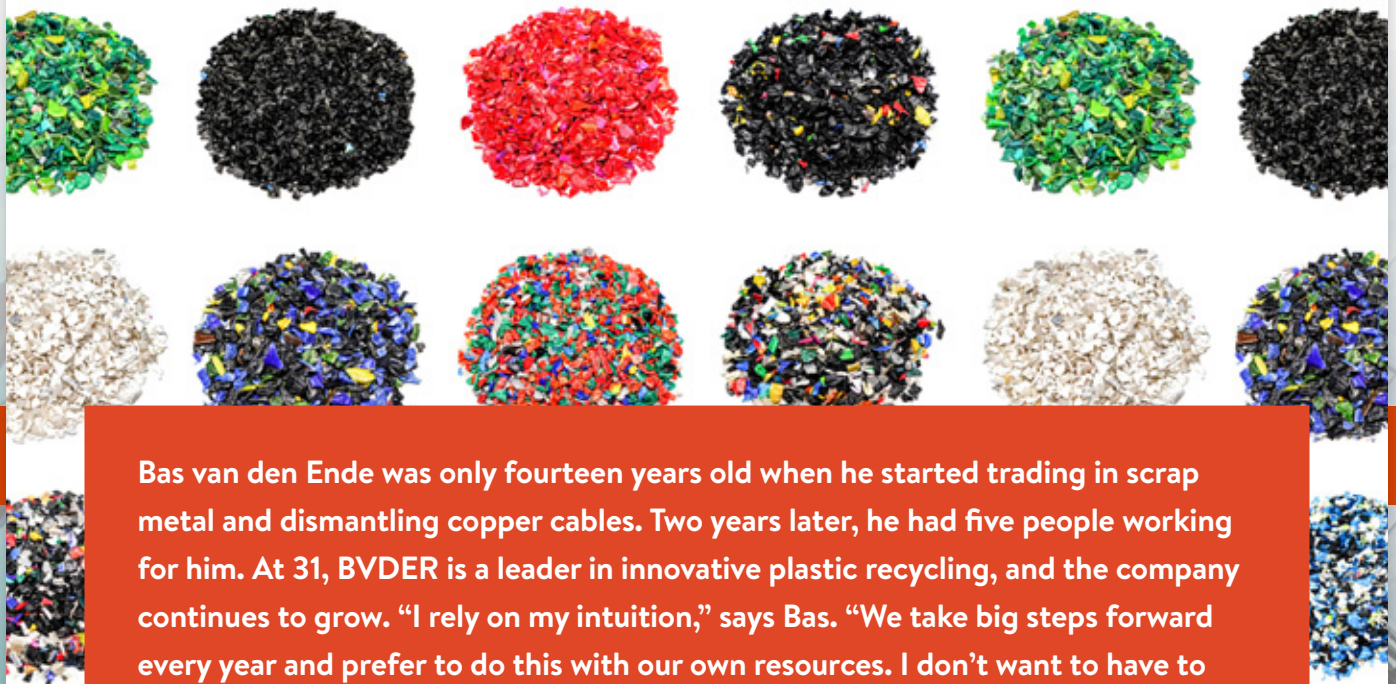 Bas van den Ende was only fourteen years old when he started trading in scrap
metal and dismantling copper cables. Two years later, he had five people working
for him. At 31, BVDER is a leader in innovative plastic recycling, and the company
continues to grow. “I rely on my intuition,” says Bas. “We take big steps forward
every year and prefer to do this with our own resources. I don’t want to have to